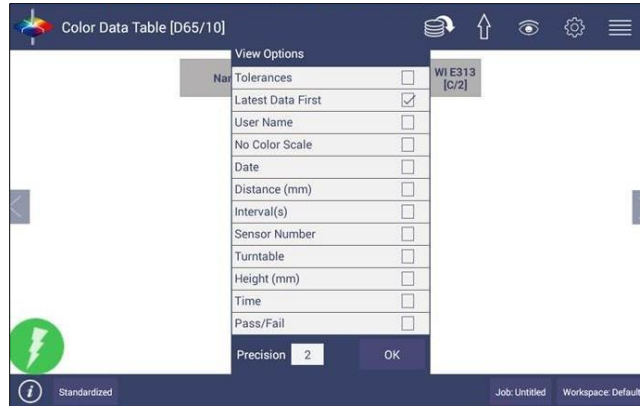 Color Data Table [D65/10]
View Options
Nar
WI E313
[C/2]
Tolerances
Latest Data First
User Name
No Color Scale
Date
Distance (mm)
Interval(s)
Sensor Number
Turntable
Height (mm)
Time
Pass/Fail
Precision 2 OK
i Standardized Job: Untitled Workspace: Default